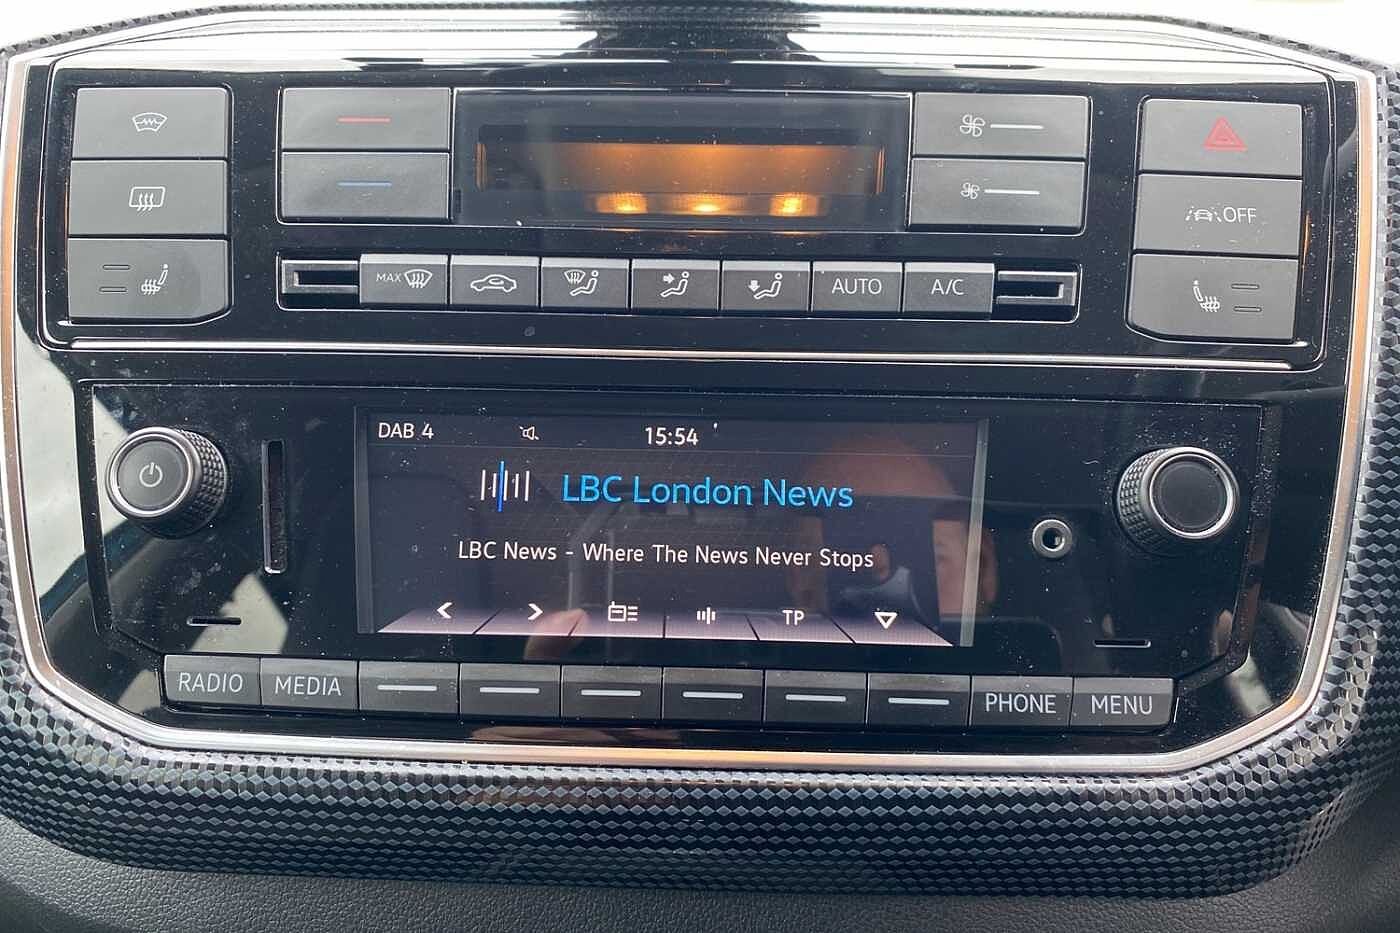 OFF
MAX
AUTO
A/C
DAB 4
15:54
LBC London News
LBC News - Where The News Never Stops
TP
RADIO
MEDIA
PHONE
MENU